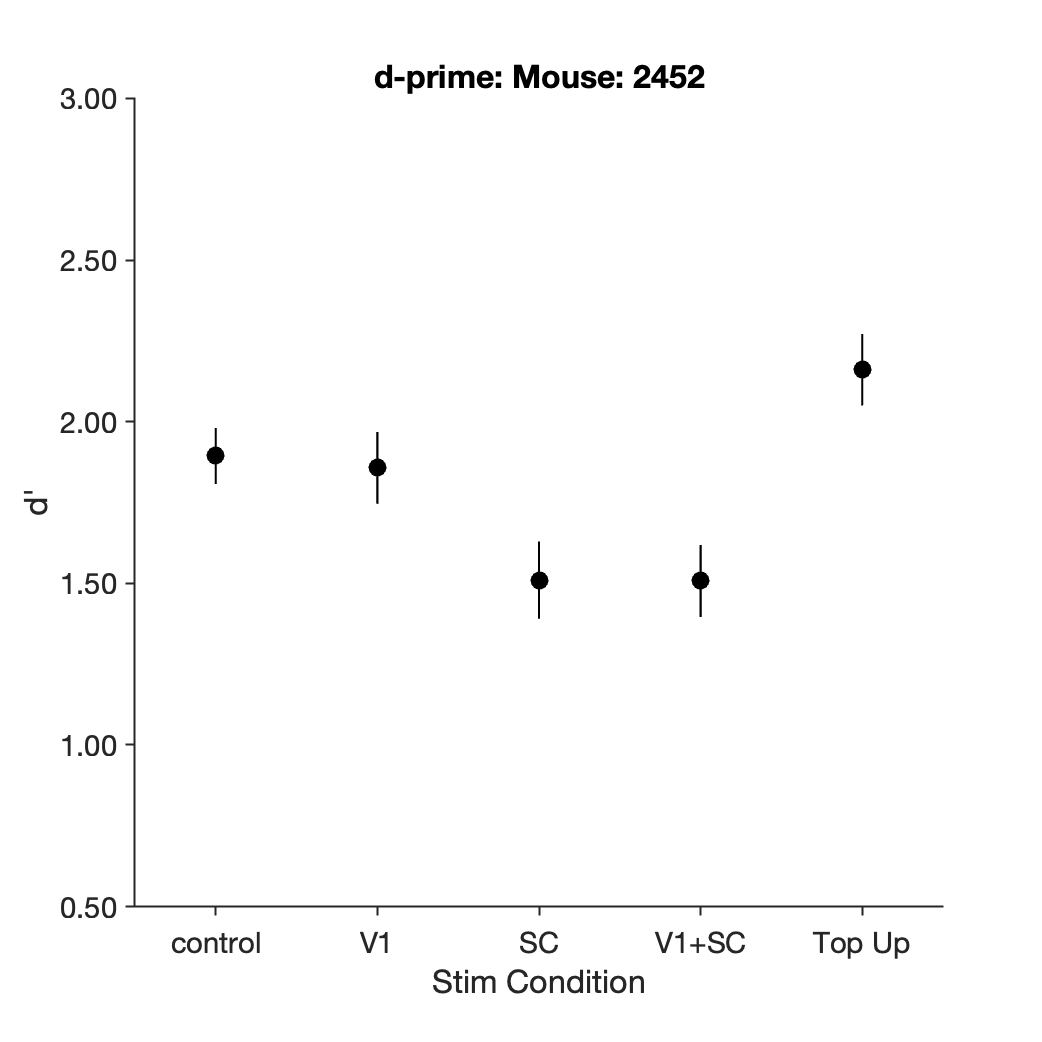 d-prime: Mouse: 2452
3.00
2.50
2.00
1.50
1.00
0.50
d'
control V1 SC V1+SC Top Up
Stim Condition